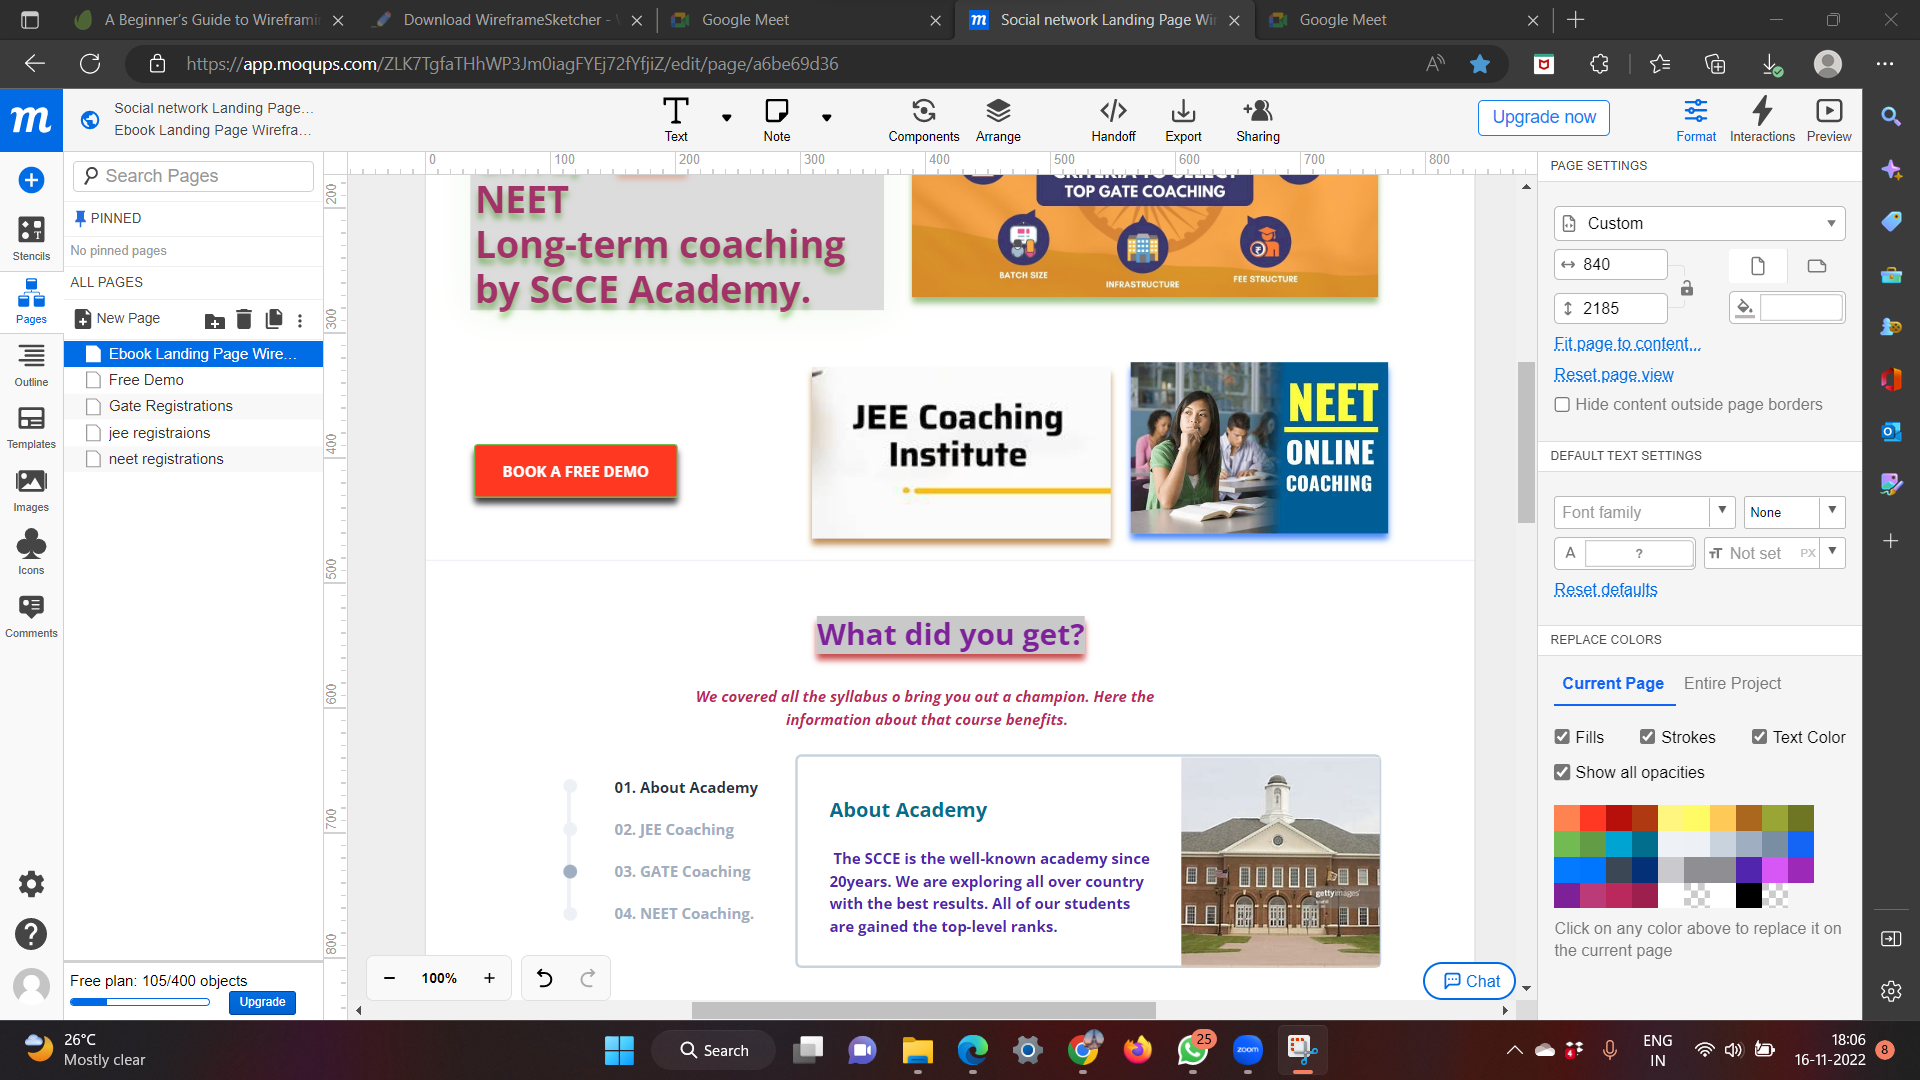 A Beginner's Guide to Wireframi
Download WireframeSketcher -
Google Meet
Social network Landing Page Wi
Google Meet
https://app.moqups.com/ZLK7TgfaTHhWP3Jm0iagFYEj72fYfjiZ/edit/page/a6be69d36
m
Social network Landing Page...
Ebook Landing Page Wirefra...
Text
Note
Components
Arrange
Handoff
Export
Sharing
Upgrade now
Format
Interactions
Preview
Search Pages
PINNED
No pinned pages
ALL PAGES
New Page
Ebook Landing Page Wire...
Free Demo
Gate Registrations
jee registraions
neet registrations
Stencils
Pages
Outline
Templates
Images
Icons
Comments
Free plan: 105/400 objects
Upgrade
0 100 200 300 400 500 600 700 800
200
300
400
500
600
700
800
NEET
Long-term coaching
by SCCE Academy.
CRITERIA TO SELECT
TOP GATE COACHING
BATCH SIZE
INFRASTRUCTURE
FEE STRUCTURE
BOOK A FREE DEMO
JEE Coaching
Institute
NEET
ONLINE
COACHING
What did you get?
We covered all the syllabus o bring you out a champion. Here the
information about that course benefits.
01. About Academy
02. JEE Coaching
03. GATE Coaching
04. NEET Coaching.
About Academy
The SCCE is the well-known academy since
20years. We are exploring all over country
with the best results. All of our students
are gained the top-level ranks.
gettyimages
100%
Chat
PAGE SETTINGS
Custom
840
2185
Fit page to content...
Reset page view
Hide content outside page borders
DEFAULT TEXT SETTINGS
Font family
None
A
?
Not set PX
Reset defaults
REPLACE COLORS
Current Page
Entire Project
Fills
Strokes
Text Color
Show all opacities
Click on any color above to replace it on
the current page
26°C
Mostly clear
Search
25
zoom
ENG
IN
18:06
16-11-2022
8